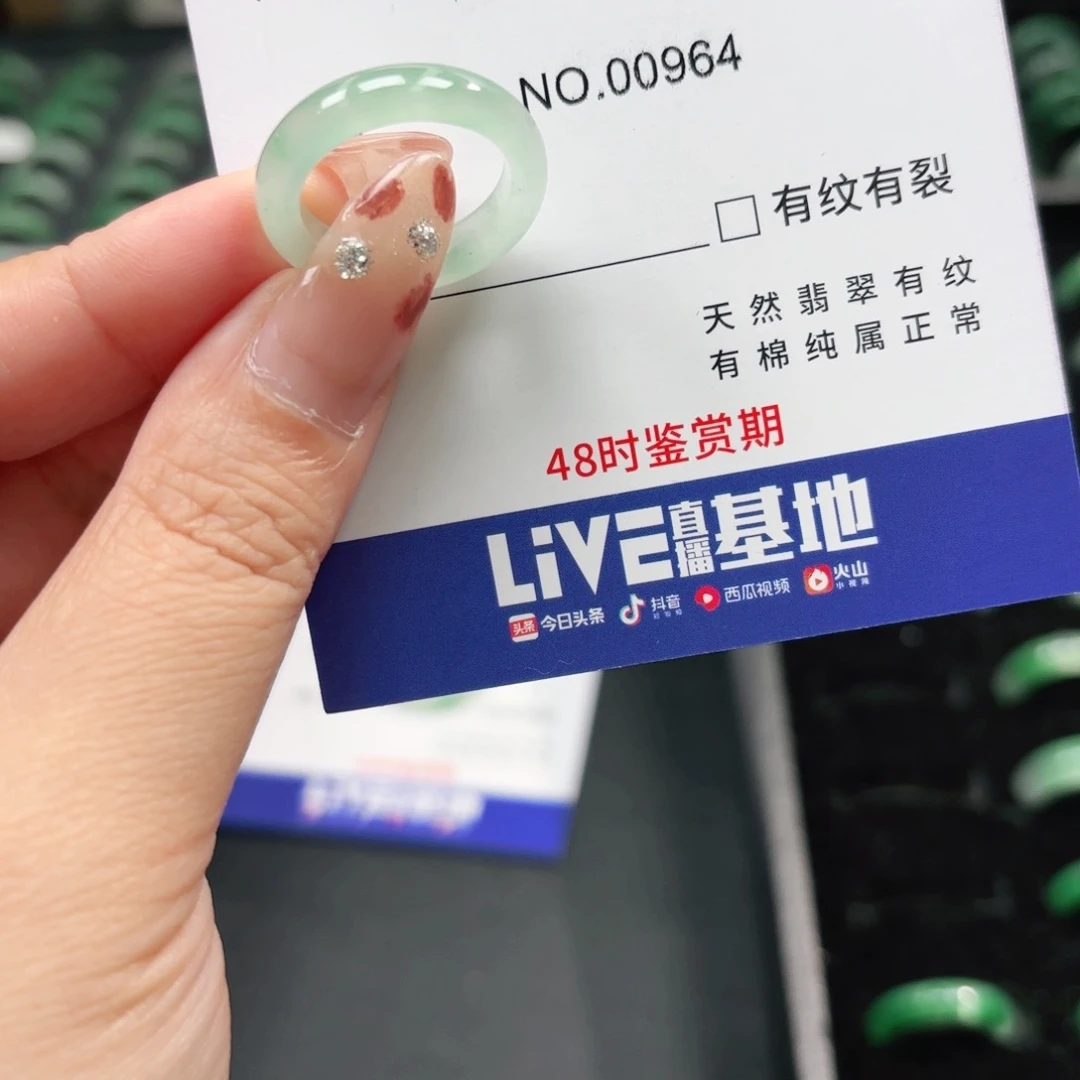 NO.00964
□ 有纹有裂
天然翡翠有纹
有棉纯属正常
48时鉴赏期
LiVE直播基地
头条 今日头条 抖音 西瓜视频 火山